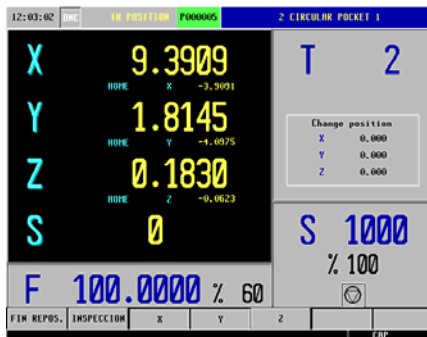 12:03:02 DNC IN POSITION P000005 2 CIRCULAR POCKET 1
X 9.3909
HOME X -3.9091
Y 1.8145
HOME Y -4.0975
Z 0.1830
HOME Z -0.0623
S 0
F 100.0000 % 60
T 2
Change position
X 0.000
Y 0.000
Z 0.000
S 1000
% 100
FIN REPOS. INSPECCION X Y Z
CAP